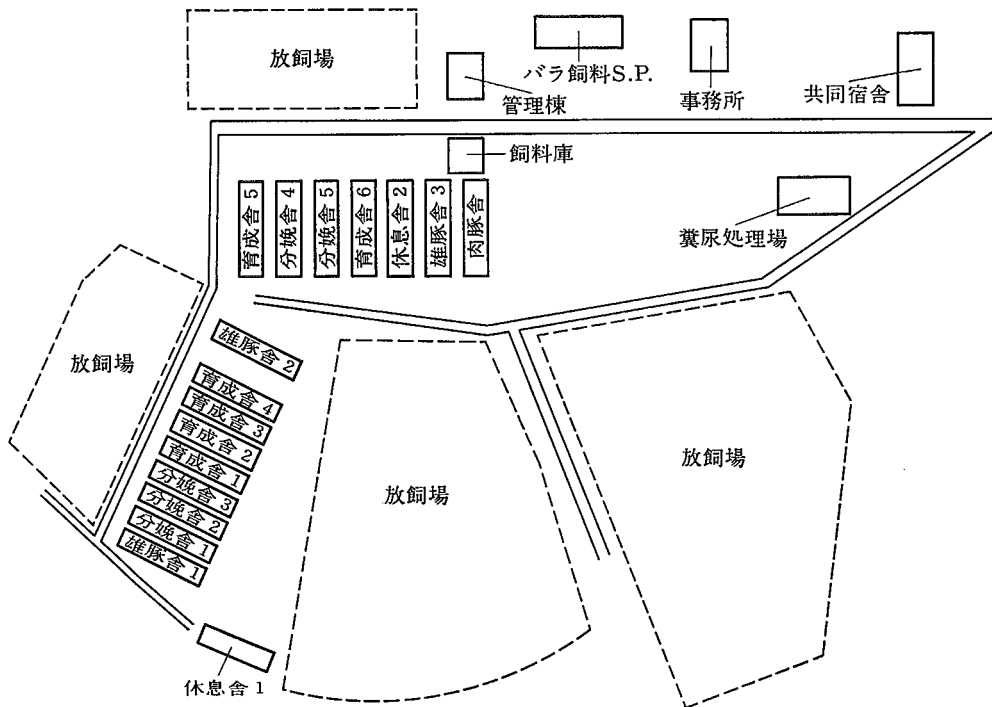 放飼場
バラ飼料S.P.
管理棟
事務所
共同宿舎
飼料庫
育成舎5
分娩舎4
分娩舎5
育成舎6
休息舎2
雄豚舎3
肉豚舎
糞尿処理場
放飼場
雄豚舎2
育成舎4
育成舎3
育成舎2
育成舎1
分娩舎3
分娩舎2
分娩舎1
雄豚舎1
放飼場
放飼場
休息舎1